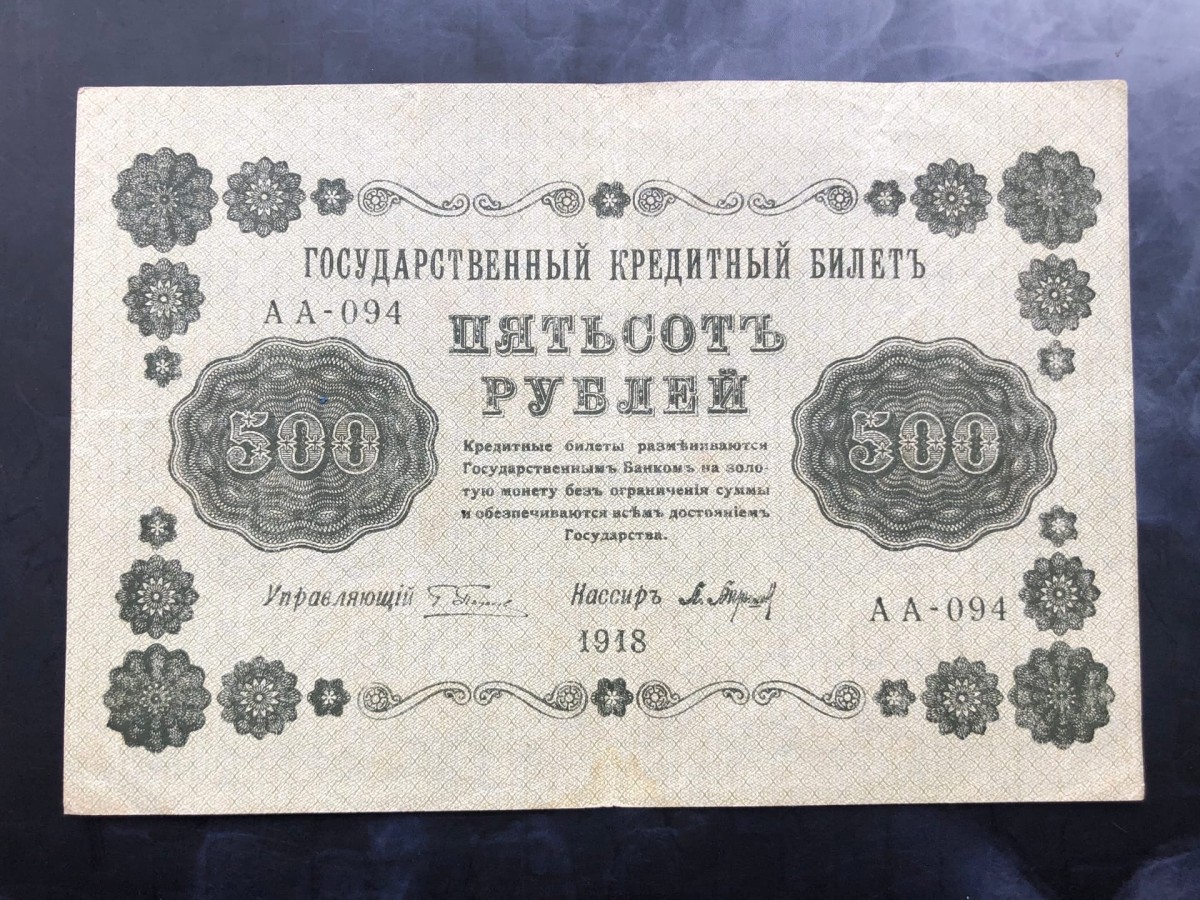 ГОСУДАРСТВЕННЫЙ КРЕДИТНЫЙ БИЛЕТЪ
АА-094
ПЯТЬСОТЪ
РУБЛЕЙ
500
500
Кредитные билеты размѣниваются
Государственнымъ Банкомъ на золо-
тую монету безъ ограниченія суммы
и обезпечиваются всѣмъ достояніемъ
Государства.
Управляющій
Кассиръ
АА-094
1918